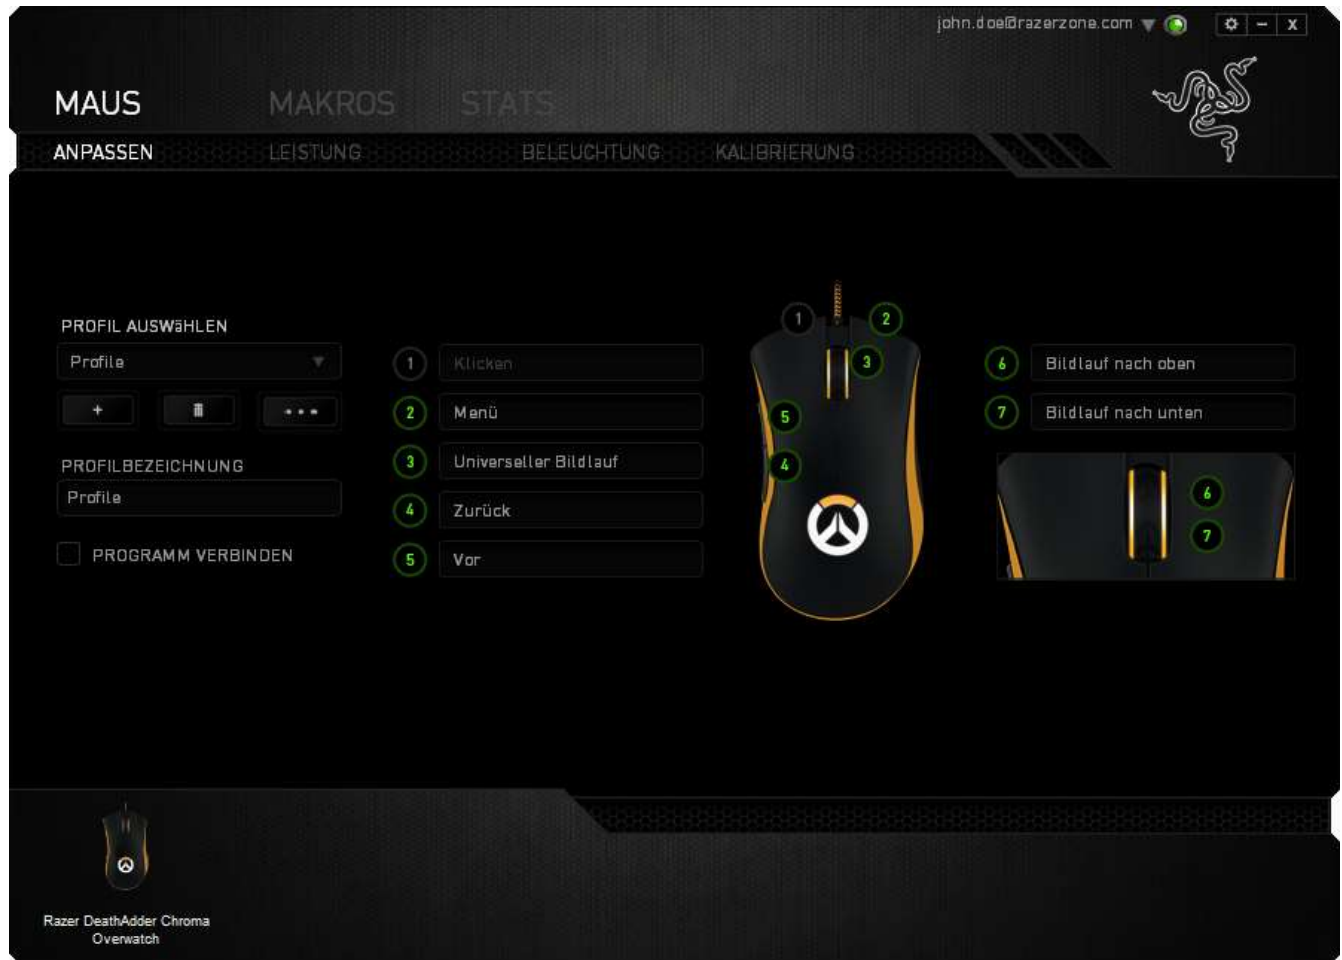 john.doe@razerzone.com
MAUS MAKROS STATS
ANPASSEN LEISTUNG BELEUCHTUNG KALIBRIERUNG
PROFIL AUSWäHLEN
Profile
PROFILBEZEICHNUNG
Profile
PROGRAMM VERBINDEN
1 Klicken
2 Menü
3 Universeller Bildlauf
4 Zurück
5 Vor
1
2
3
5
4
6 Bildlauf nach oben
7 Bildlauf nach unten
6
7
Razer DeathAdder Chroma
Overwatch